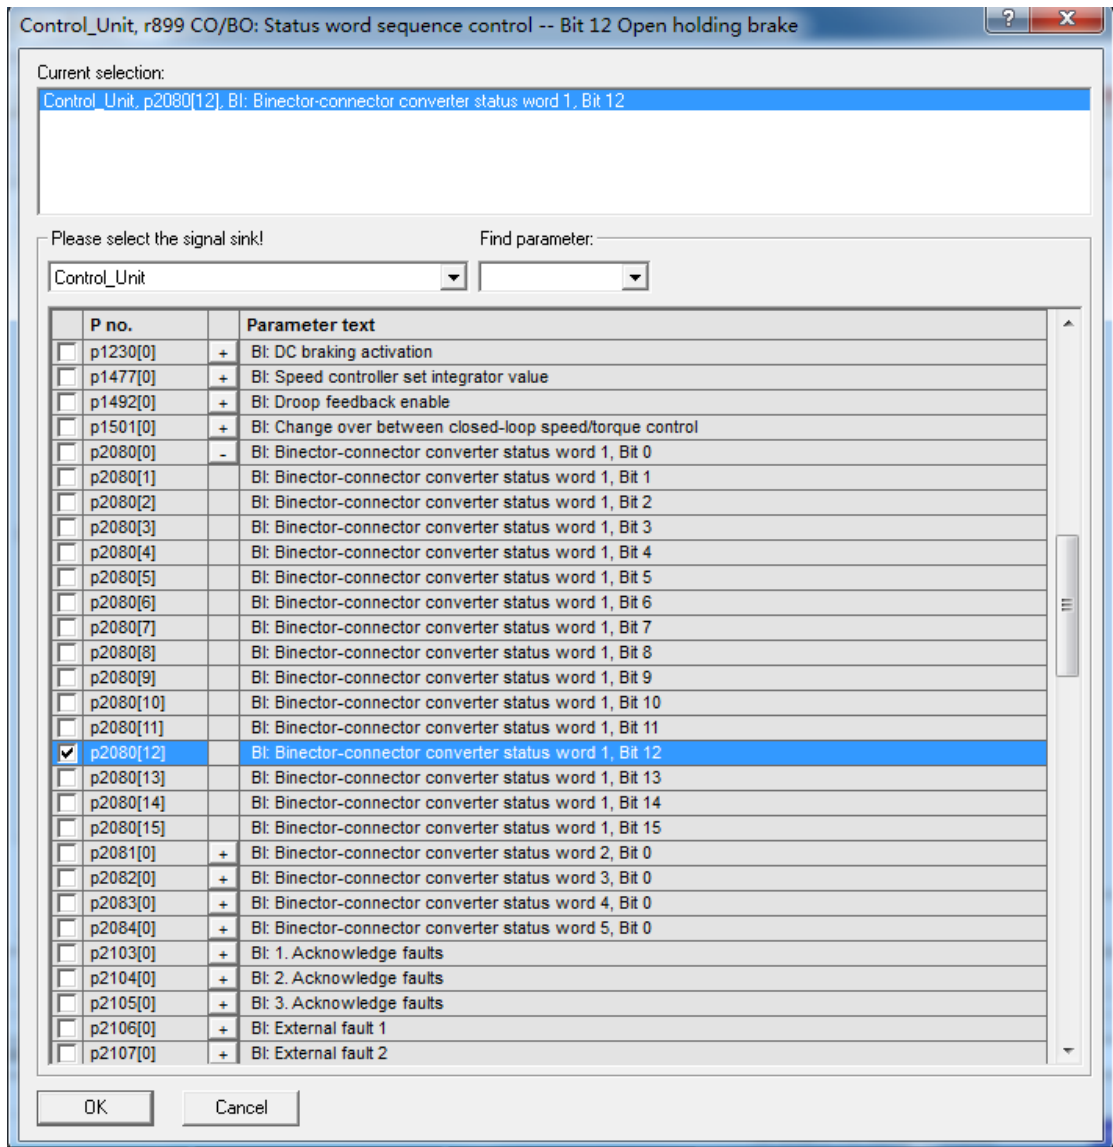 Control_Unit, r899 CO/BO: Status word sequence control -- Bit 12 Open holding brake
? X
Current selection:
Control_Unit, p2080[12], BI: Binector-connector converter status word 1, Bit 12
Please select the signal sink! Find parameter:
Control_Unit
P no. Parameter text
p1230[0] + BI: DC braking activation
p1477[0] + BI: Speed controller set integrator value
p1492[0] + BI: Droop feedback enable
p1501[0] + BI: Change over between closed-loop speed/torque control
p2080[0] - BI: Binector-connector converter status word 1, Bit 0
p2080[1] BI: Binector-connector converter status word 1, Bit 1
p2080[2] BI: Binector-connector converter status word 1, Bit 2
p2080[3] BI: Binector-connector converter status word 1, Bit 3
p2080[4] BI: Binector-connector converter status word 1, Bit 4
p2080[5] BI: Binector-connector converter status word 1, Bit 5
p2080[6] BI: Binector-connector converter status word 1, Bit 6
p2080[7] BI: Binector-connector converter status word 1, Bit 7
p2080[8] BI: Binector-connector converter status word 1, Bit 8
p2080[9] BI: Binector-connector converter status word 1, Bit 9
p2080[10] BI: Binector-connector converter status word 1, Bit 10
p2080[11] BI: Binector-connector converter status word 1, Bit 11
p2080[12] BI: Binector-connector converter status word 1, Bit 12
p2080[13] BI: Binector-connector converter status word 1, Bit 13
p2080[14] BI: Binector-connector converter status word 1, Bit 14
p2080[15] BI: Binector-connector converter status word 1, Bit 15
p2081[0] + BI: Binector-connector converter status word 2, Bit 0
p2082[0] + BI: Binector-connector converter status word 3, Bit 0
p2083[0] + BI: Binector-connector converter status word 4, Bit 0
p2084[0] + BI: Binector-connector converter status word 5, Bit 0
p2103[0] + BI: 1. Acknowledge faults
p2104[0] + BI: 2. Acknowledge faults
p2105[0] + BI: 3. Acknowledge faults
p2106[0] + BI: External fault 1
p2107[0] + BI: External fault 2
OK Cancel